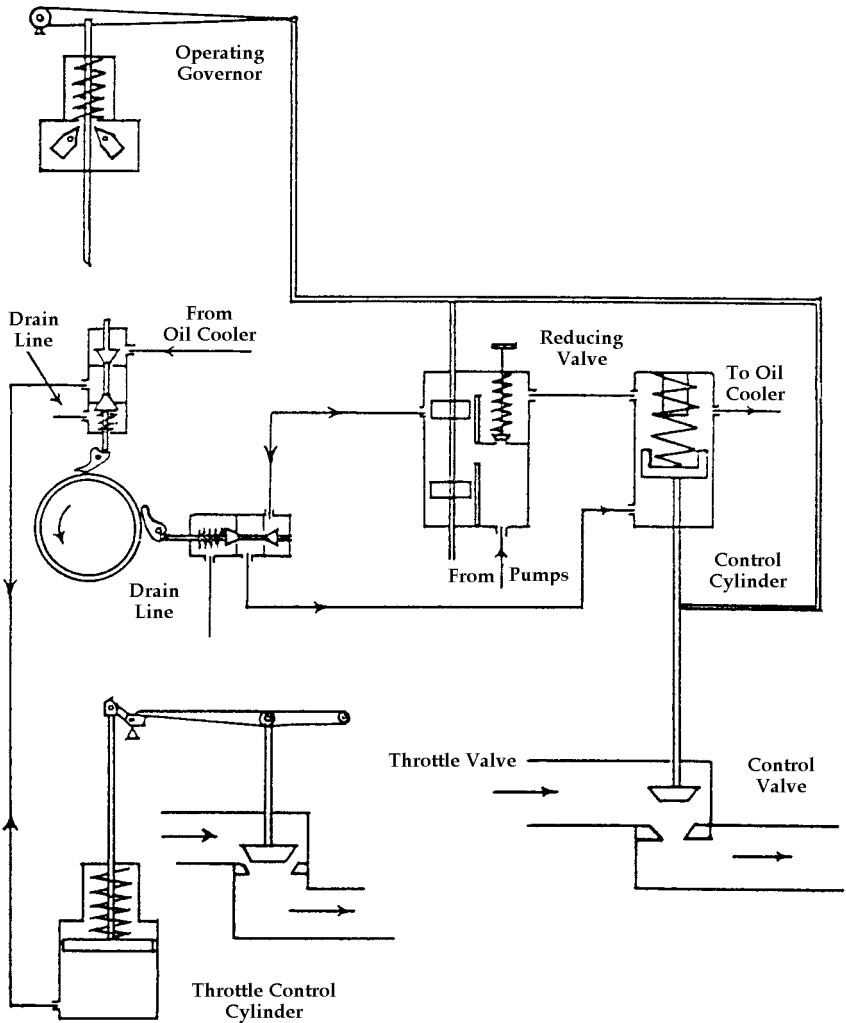 Operating
Governor
From
Oil Cooler
Drain
Line
Reducing
Valve
To Oil
Cooler
From Pumps
Control
Cylinder
Drain
Line
Throttle Valve
Control
Valve
Throttle Control
Cylinder